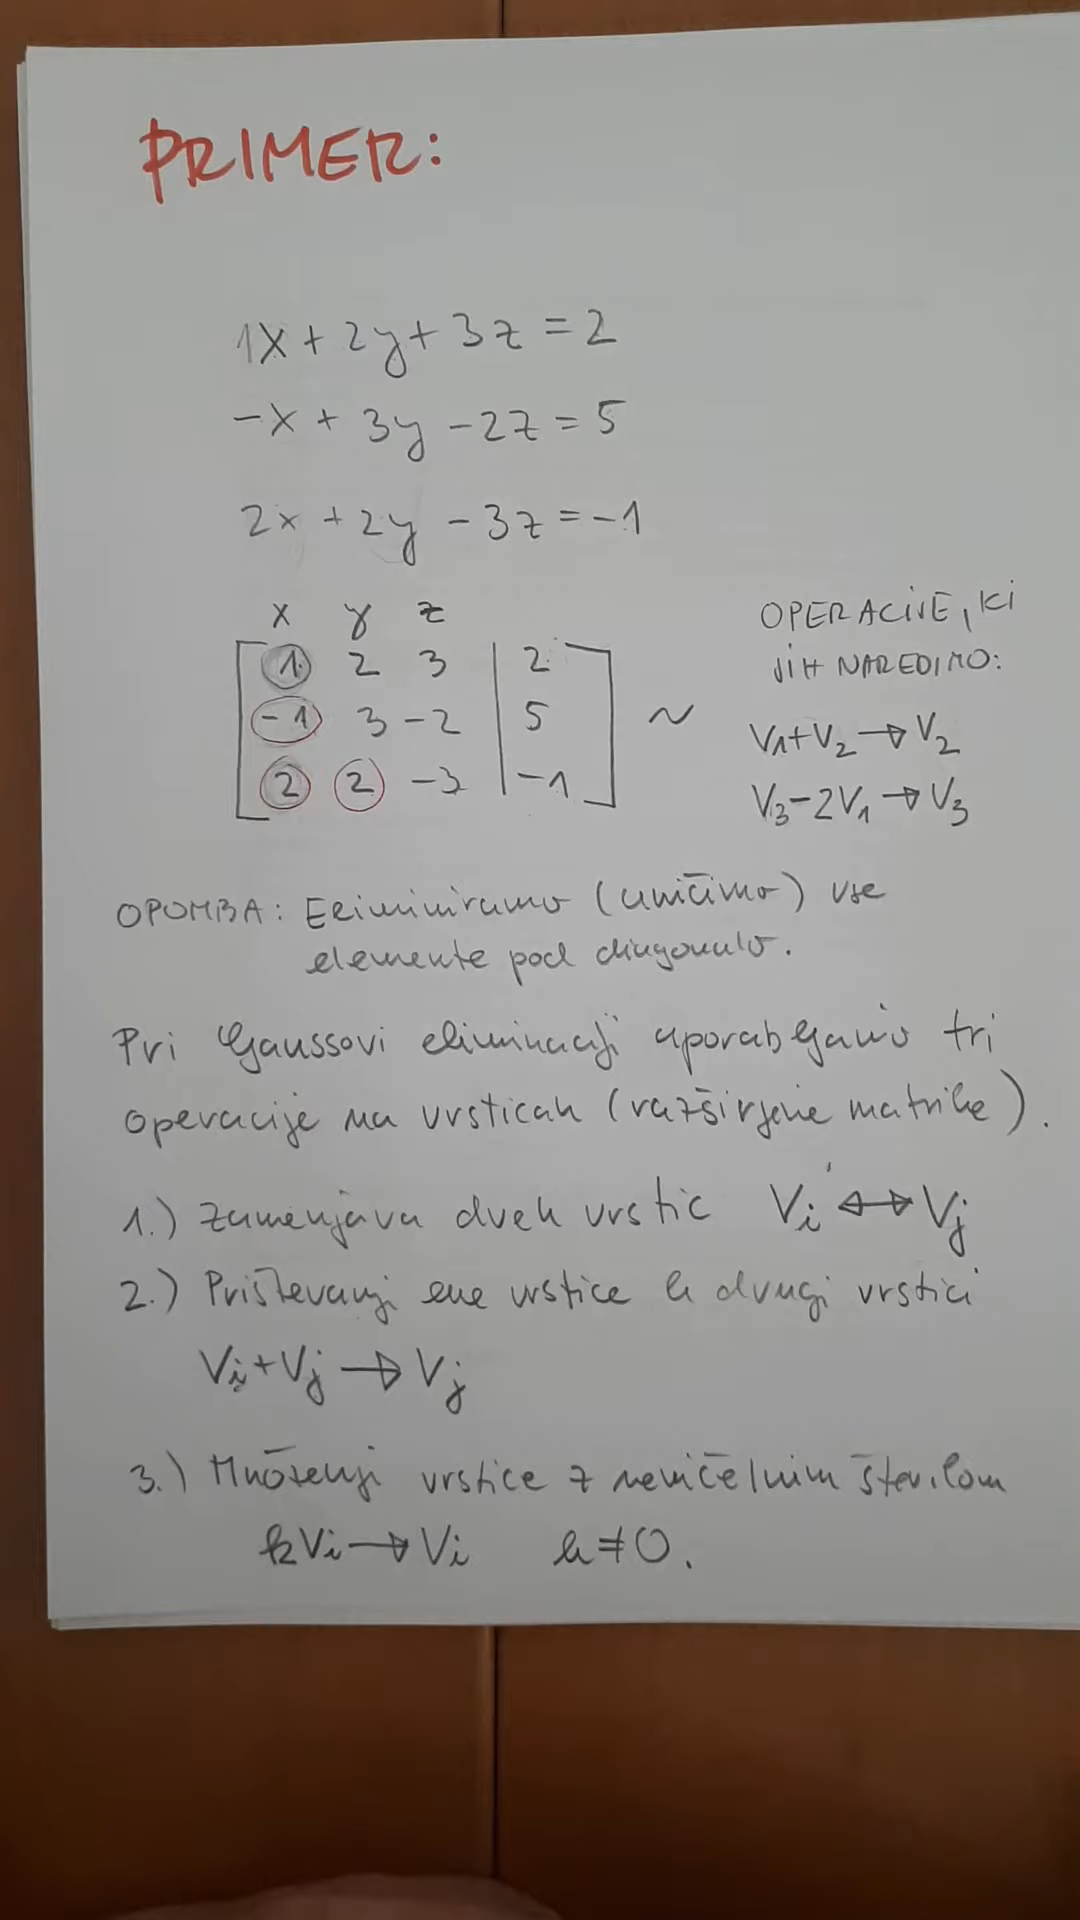 PRIMER:
1x + 2y + 3z = 2
-x + 3y - 2z = 5
2x + 2y - 3z = -1
x y z
1 2 3 | 2
-1 3 -2 | 5 ~
2 2 -3 | -1
OPERACIJE, KI
JIH NAREDIMO:
V1+V2→V2
V3-2V1→V3
OPOMBA: Eliminiramo (uničimo) vse
elemente pod diagonalo.
Pri Gaussovi eliminaciji uporabljamo tri
operacije na vrsticah (razširjene matrike).
1.) Zamenjava dveh vrstic Vi ↔ Vj
2.) Prištevanje ene vrstice k drugi vrstici
Vi+Vj → Vj
3.) Množenje vrstice z neničelnim številom
kVi → Vi k≠0.